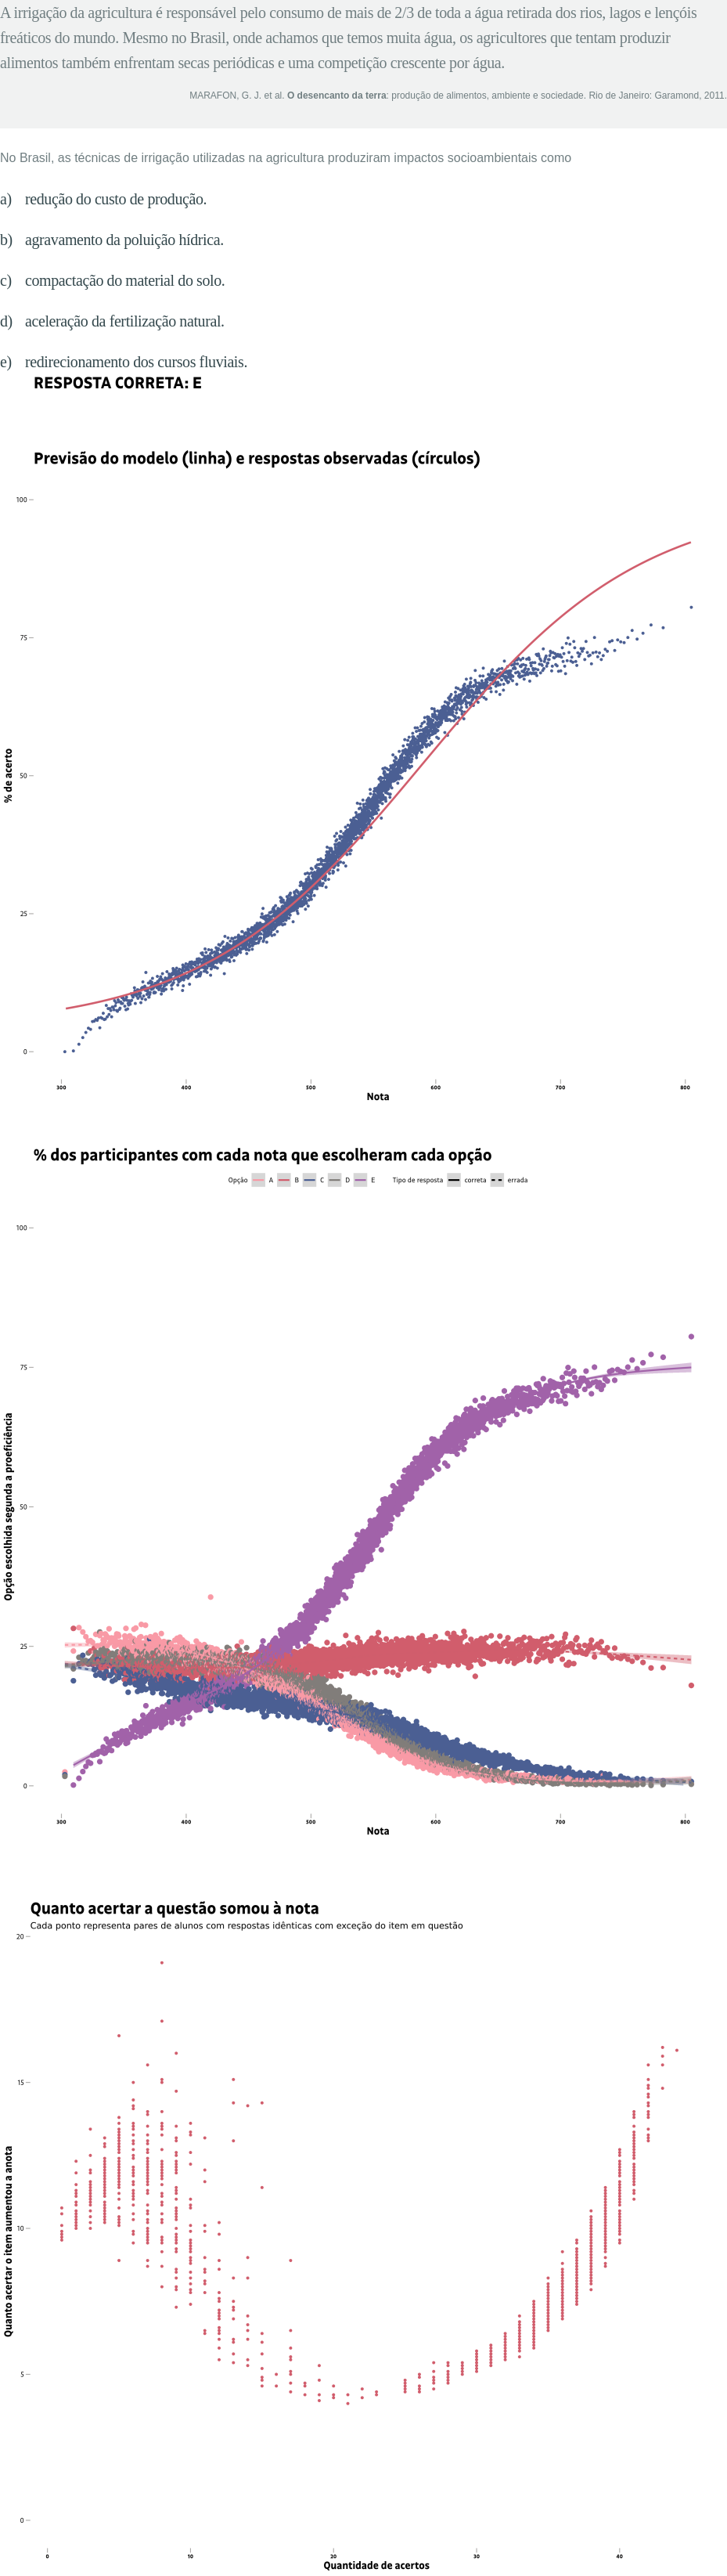 A irrigação da agricultura é responsável pelo consumo de mais de 2/3 de toda a água retirada dos rios, lagos e lençóis
freáticos do mundo. Mesmo no Brasil, onde achamos que temos muita água, os agricultores que tentam produzir
alimentos também enfrentam secas periódicas e uma competição crescente por água.
MARAFON, G. J. et al. O desencanto da terra: produção de alimentos, ambiente e sociedade. Rio de Janeiro: Garamond, 2011.
No Brasil, as técnicas de irrigação utilizadas na agricultura produziram impactos socioambientais como
a) redução do custo de produção.
b) agravamento da poluição hídrica.
c) compactação do material do solo.
d) aceleração da fertilização natural.
e) redirecionamento dos cursos fluviais.
RESPOSTA CORRETA: E
Previsão do modelo (linha) e respostas observadas (círculos)
100
75
50
25
0
% de acerto
300 400 500 600 700 800
Nota
% dos participantes com cada nota que escolheram cada opção
Opção A B C D E Tipo de resposta correta errada
100
75
50
25
0
Opção escolhida segunda a proeficiência
300 400 500 600 700 800
Nota
Quanto acertar a questão somou à nota
Cada ponto representa pares de alunos com respostas idênticas com exceção do item em questão
20
15
10
5
0
Quanto acertar o item aumentou a anota
0 10 20 30 40
Quantidade de acertos